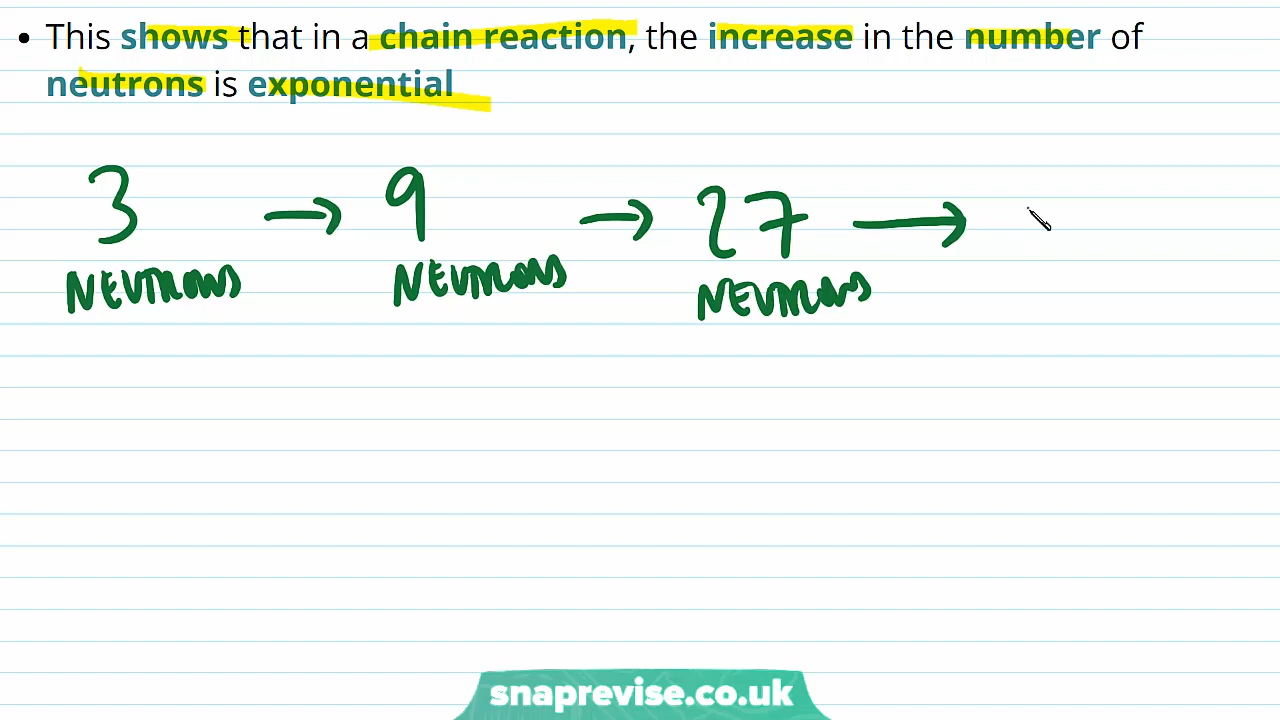 • This shows that in a chain reaction, the increase in the number of
neutrons is exponential
3 → 9 → 27 →
NEUTRONS NEUTRONS NEUTRONS
snaprevise.co.uk